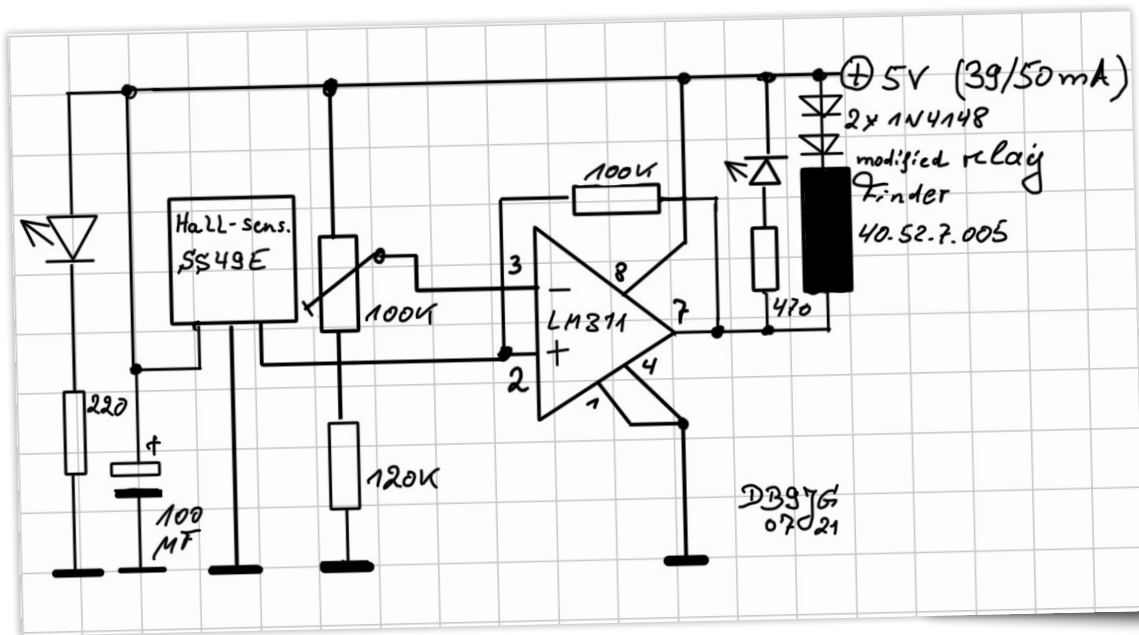 + 5V (39/50mA)
2x 1N4148
modified relay
Finder
40.52.7.005
100K
Hall-sens.
SS49E
3
8
−
100K
LM311
7
470
+
2
4
1
220
+
100
µF
120K
DB9JG
07 21